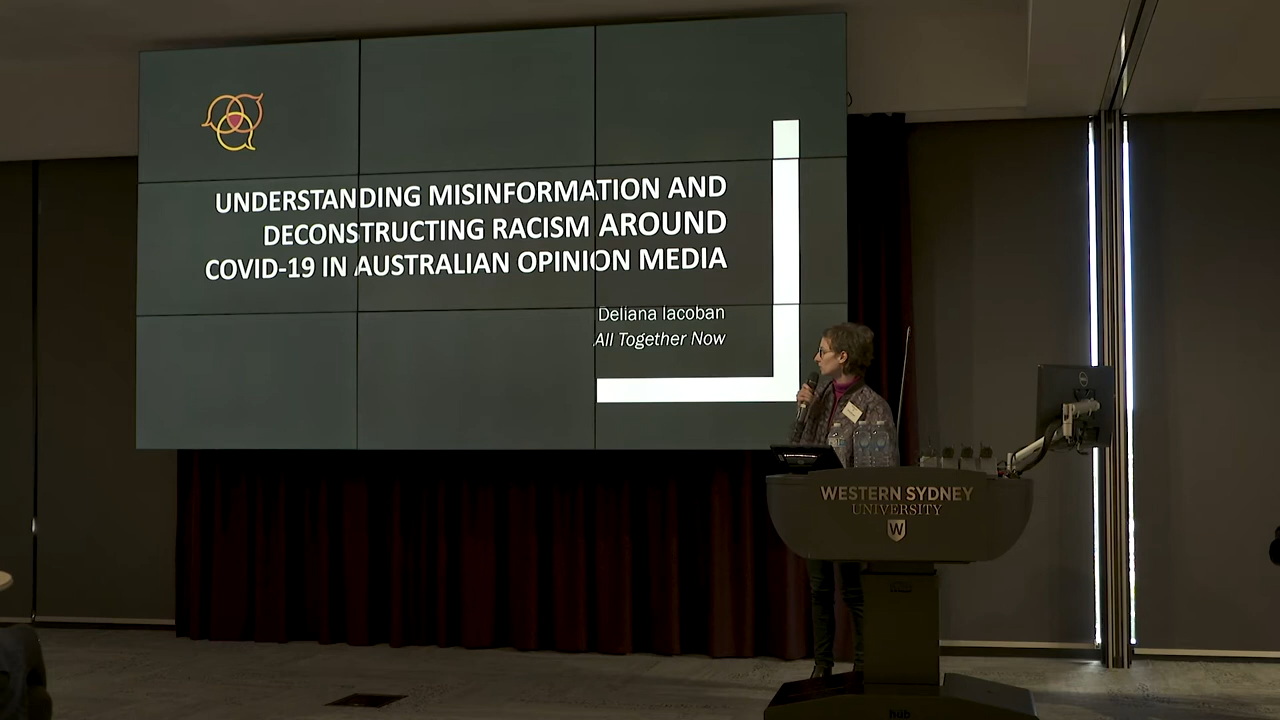 UNDERSTANDING MISINFORMATION AND
DECONSTRUCTING RACISM AROUND
COVID-19 IN AUSTRALIAN OPINION MEDIA
Deliana Iacoban
All Together Now
WESTERN SYDNEY
UNIVERSITY
W